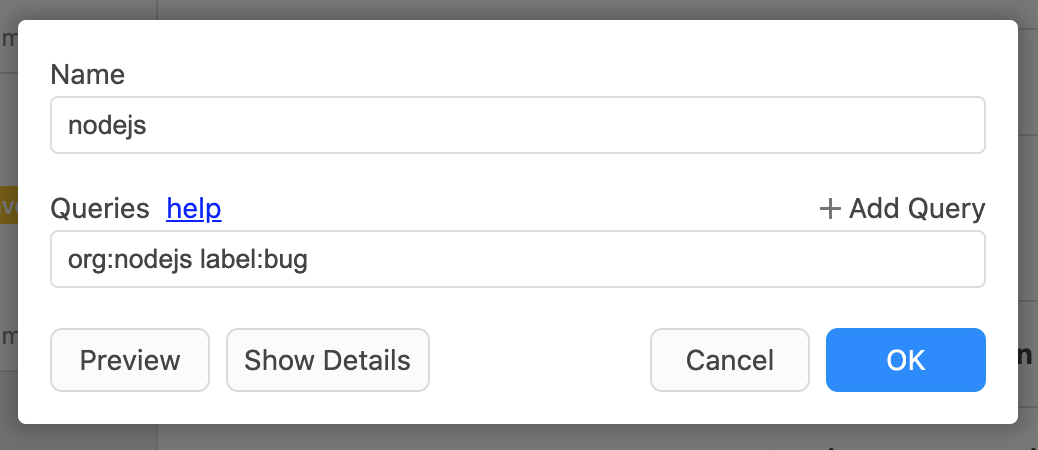 Name
nodejs
Queries help + Add Query
org:nodejs label:bug
Preview Show Details Cancel OK